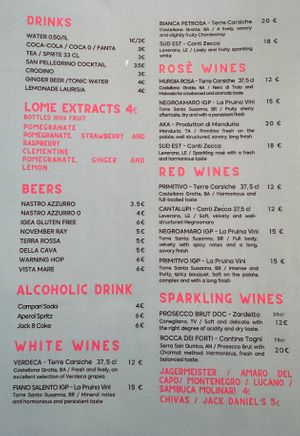 DRINKS
WATER 0.50/1L 1€/2€
COCA-COLA / COCA 0 / FANTA 3€
TEA / SPRITE 33 CL 3€
SAN PELLEGRINO COCKTAIL 3.5€
CRODINO 3€
GINGER BEER /TONIC WATER 4€
LEMONADE LAURISIA 4€
LOME EXTRACTS 4€
BOTTLED 100% FRUIT
POMEGRANATE
POMEGRANATE, STRAWBERRY AND
RASPBERRY
CLEMENTINE
POMEGRANATE, GINGER AND
LEMON
BEERS
NASTRO AZZURRO 3.5€
NASTRO AZZURRO 0 4€
IGEA GLUTEN FREE 6€
NOVEMBER RAY 5€
TERRA ROSSA 5€
DELLA CAVA 5€
WARNING HOP 6€
VISTA MARE 6€
ALCOHOLIC DRINK
Campari Soda 4€
Aperol Spritz 6€
Jack & Coke 6€
WHITE WINES
VERDECA - Terre Carsiche 37,5 cl 12 €
Castellana Grotte, BA / Fresh and lively, an
excellent selection of Verdeca grapes
FIANO SALENTO IGP - La Pruina Vini 15 €
Torre Santa Susanna, BR / Mineral notes
and harmonious and persistent taste
BIANCA PETROSA - Terre Carsiche 20 €
Castellana Grotte, BA / A lively, savory
and slightly fruity Chardonnay
SUD EST - Conti Zecca 18 €
Leverano, LE / Lively and fruity sparkling
white
ROSÈ WINES
MURGIA ROSA - Terre Carsiche 37,5 cl 12 €
Castellana Grotte, BA / Nero di Troia and
Malvasia for a balanced and aromatic taste
NEGROAMARO IGP - La Pruina Vini 15 €
Torre Santa Susanna, BR / Fruity sherry
aftertaste, dry and with a persistent finish
AKA - Produttori di Manduria 20 €
Manduria, TA / Primitive flash on the
palate, well structured, savory, long finish
SUD EST - Conti Zecca 18 €
Leverano, LE / Sparkling rosé with a fresh
and harmonious taste
RED WINES
PRIMITIVO - Terre Carsiche 37,5 cl 12 €
Castellana Grotte, BA / Harmonious and
full-bodied taste
CANTALUPI - Conti Zecca 37,5 cl 12 €
Leverano, LE / Soft, velvety and well-
structured Negroamaro
NEGROAMARO IGP - La Pruina Vini 15 €
Torre Santa Susanna, BR / Full body,
velvety with spicy notes and a long,
savory finish
PRIMITIVO IGP - La Pruina Vini 15 €
Torre Santa Susanna, BR / Intense and
fruity, spicy bouquet. Soft on the palate,
complex and with a harmonious and
persistent finish
SPARKLING WINES
PROSECCO BRUT DOC - Zardetto 20cl
Conegliano, TV / Soft and delicate with 12 €
the right degree of acidity and dry taste
ROCCA DEI FORTI - Cantine Togni 75cl
Serra San Quirico, AN / Prosecco Brut with 20 €
Charmat method. Harmonious, fresh and
balanced taste.
JAGERMEISTER / AMARO DEL
CAPO/ MONTENEGRO / LUCANO /
SAMBUCA MOLINARI 4€
CHIVAS / JACK DANIEL'S 5€